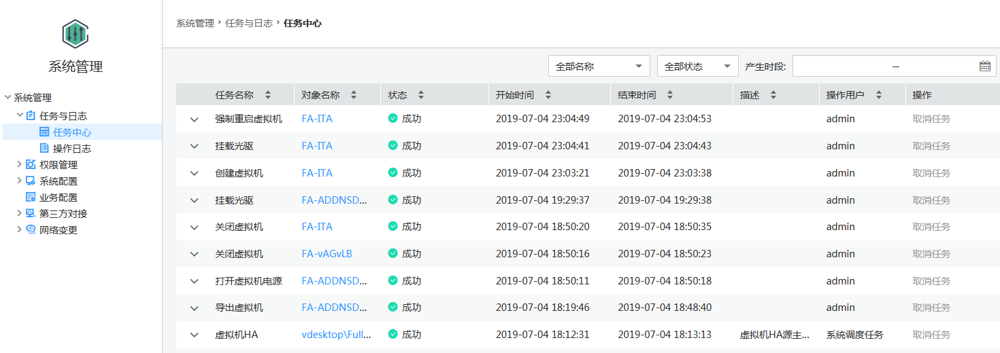 系统管理
系统管理
任务与日志
任务中心
操作日志
权限管理
系统配置
业务配置
第三方对接
网络变更
系统管理 › 任务与日志 › 任务中心
全部名称 全部状态 产生时段: —
任务名称 对象名称 状态 开始时间 结束时间 描述 操作用户 操作
强制重启虚拟机 FA-ITA 成功 2019-07-04 23:04:49 2019-07-04 23:04:53 admin 取消任务
挂载光驱 FA-ITA 成功 2019-07-04 23:04:41 2019-07-04 23:04:43 admin 取消任务
创建虚拟机 FA-ITA 成功 2019-07-04 23:03:21 2019-07-04 23:03:38 admin 取消任务
挂载光驱 FA-ADDNSD... 成功 2019-07-04 19:29:37 2019-07-04 19:29:38 admin 取消任务
关闭虚拟机 FA-ITA 成功 2019-07-04 18:50:20 2019-07-04 18:50:35 admin 取消任务
关闭虚拟机 FA-vAGvLB 成功 2019-07-04 18:50:16 2019-07-04 18:50:23 admin 取消任务
打开虚拟机电源 FA-ADDNSD... 成功 2019-07-04 18:50:11 2019-07-04 18:50:18 admin 取消任务
导出虚拟机 FA-ADDNSD... 成功 2019-07-04 18:19:46 2019-07-04 18:48:40 admin 取消任务
虚拟机HA vdesktop\Full... 成功 2019-07-04 18:12:31 2019-07-04 18:13:13 虚拟机HA源主... 系统调度任务 取消任务